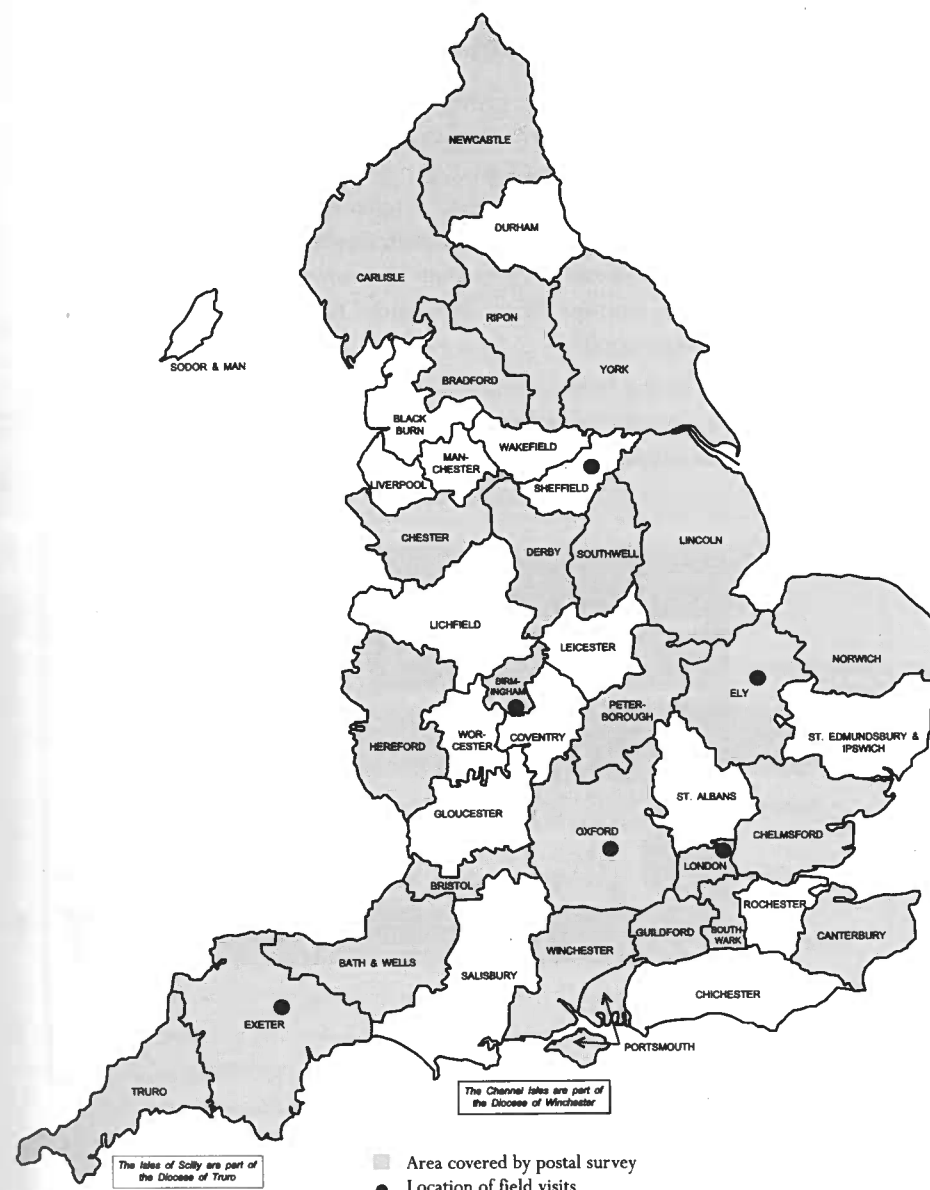 NEWCASTLE
DURHAM
CARLISLE
RIPON
SODOR & MAN
YORK
BRADFORD
BLACK
BURN
WAKEFIELD
MAN-
CHESTER
LIVERPOOL
SHEFFIELD
CHESTER
DERBY
SOUTHWELL
LINCOLN
LICHFIELD
LEICESTER
NORWICH
BIRM-
INGHAM
ELY
PETER-
BOROUGH
HEREFORD
WOR-
CESTER
COVENTRY
ST. EDMUNDSBURY &
IPSWICH
ST. ALBANS
GLOUCESTER
OXFORD
CHELMSFORD
LONDON
BRISTOL
ROCHESTER
GUILDFORD
SOUTH-
WARK
CANTERBURY
WINCHESTER
BATH & WELLS
SALISBURY
CHICHESTER
EXETER
PORTSMOUTH
TRURO
The Channel Isles are part of
the Diocese of Winchester
The Isles of Scilly are part of
the Diocese of Truro
Area covered by postal survey
Location of field visits